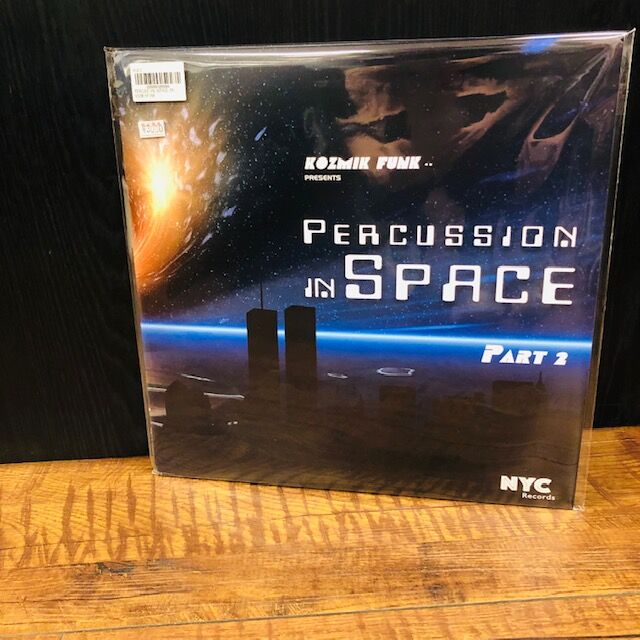 KOZMIK FUNK
PRESENTS
PERCUSSION
IN SPACE
PART 2
NYC
Records